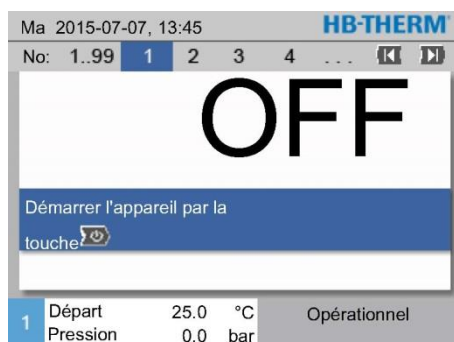 Ma 2015-07-07, 13:45 HB-THERM
No: 1..99 1 2 3 4 ...
OFF
Démarrer l'appareil par la
touche
1 Départ 25.0 °C Opérationnel
Pression 0.0 bar